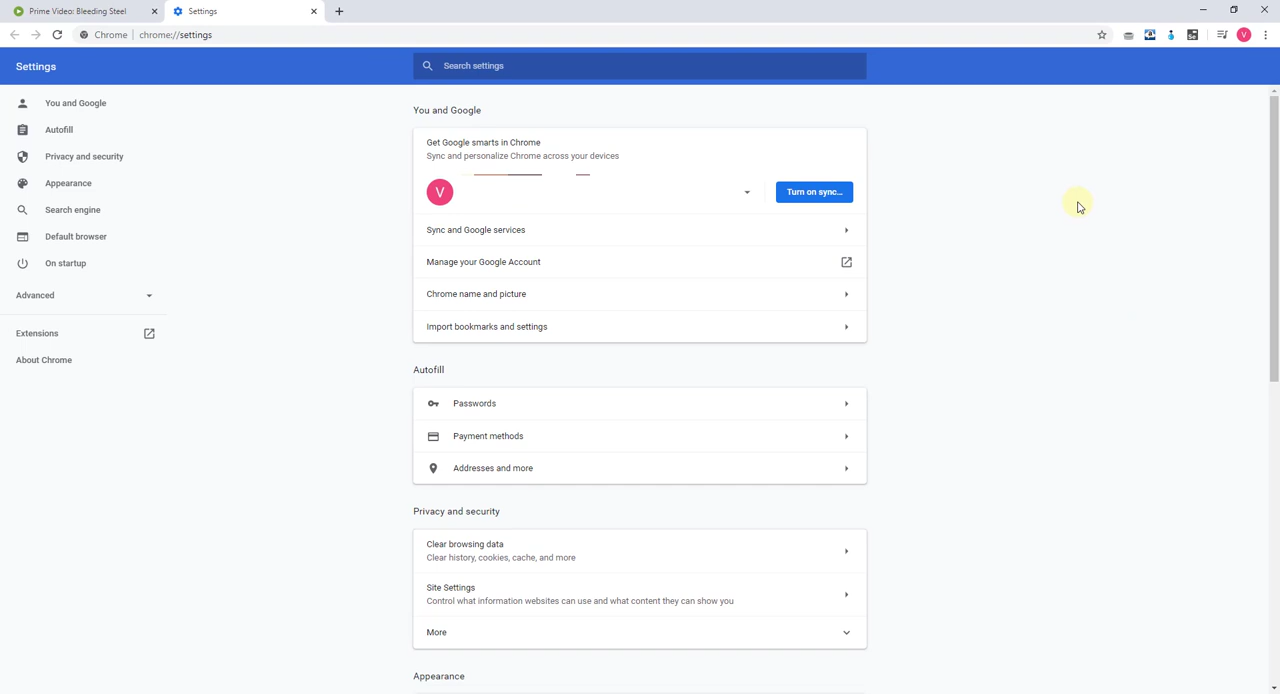 Prime Video: Bleeding Steel
Settings
Chrome
chrome://settings
V
Settings
Search settings
You and Google
Autofill
Privacy and security
Appearance
Search engine
Default browser
On startup
Advanced
Extensions
About Chrome
You and Google
Get Google smarts in Chrome
Sync and personalize Chrome across your devices
V
Turn on sync...
Sync and Google services
Manage your Google Account
Chrome name and picture
Import bookmarks and settings
Autofill
Passwords
Payment methods
Addresses and more
Privacy and security
Clear browsing data
Clear history, cookies, cache, and more
Site Settings
Control what information websites can use and what content they can show you
More
Appearance